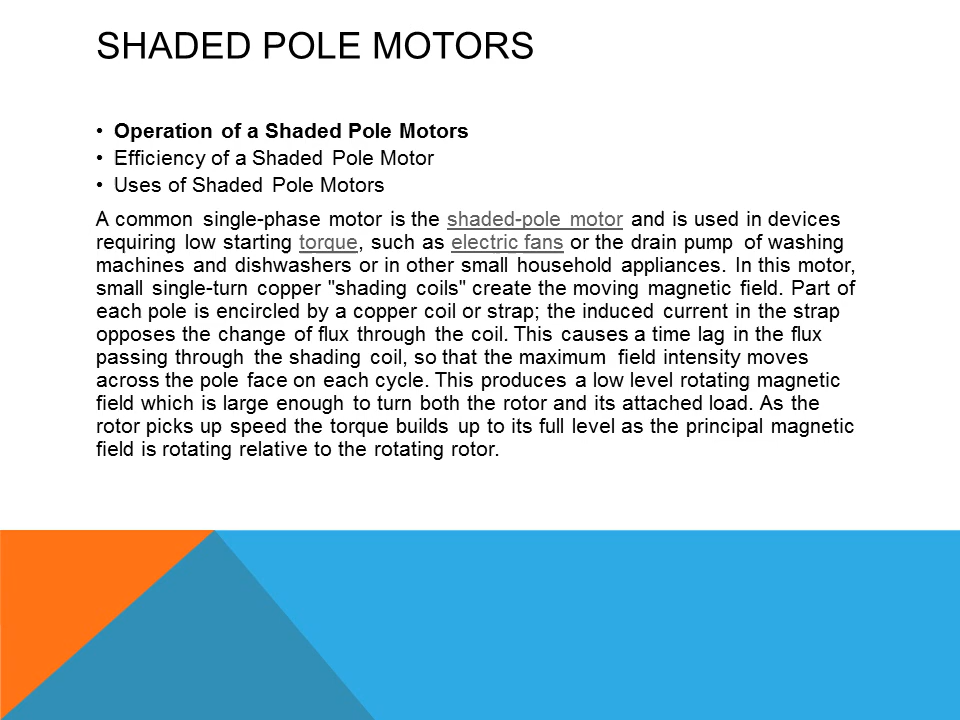 SHADED POLE MOTORS
• Operation of a Shaded Pole Motors
• Efficiency of a Shaded Pole Motor
• Uses of Shaded Pole Motors
A common single-phase motor is the shaded-pole motor and is used in devices
requiring low starting torque, such as electric fans or the drain pump of washing
machines and dishwashers or in other small household appliances. In this motor,
small single-turn copper "shading coils" create the moving magnetic field. Part of
each pole is encircled by a copper coil or strap; the induced current in the strap
opposes the change of flux through the coil. This causes a time lag in the flux
passing through the shading coil, so that the maximum field intensity moves
across the pole face on each cycle. This produces a low level rotating magnetic
field which is large enough to turn both the rotor and its attached load. As the
rotor picks up speed the torque builds up to its full level as the principal magnetic
field is rotating relative to the rotating rotor.